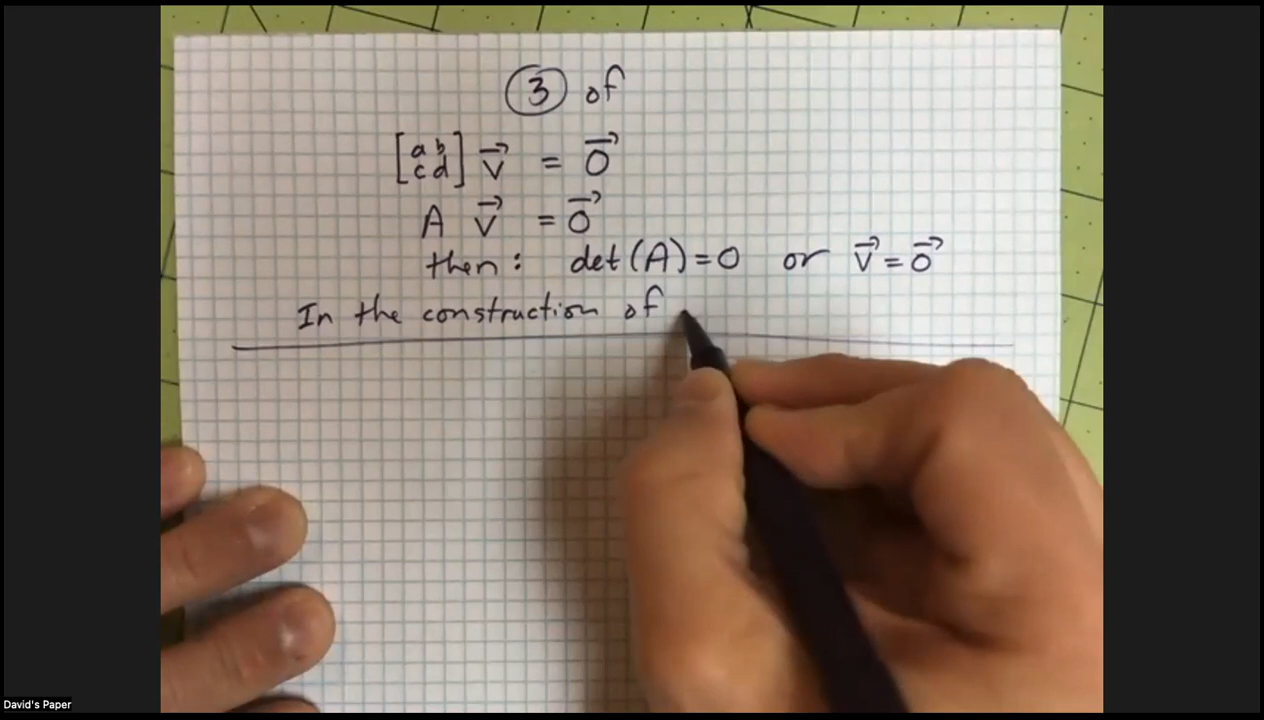 3 of
[a b
c d] v⃗ = 0⃗
A v⃗ = 0⃗
then: det(A)=0 or v⃗=0⃗
In the construction of
David's Paper